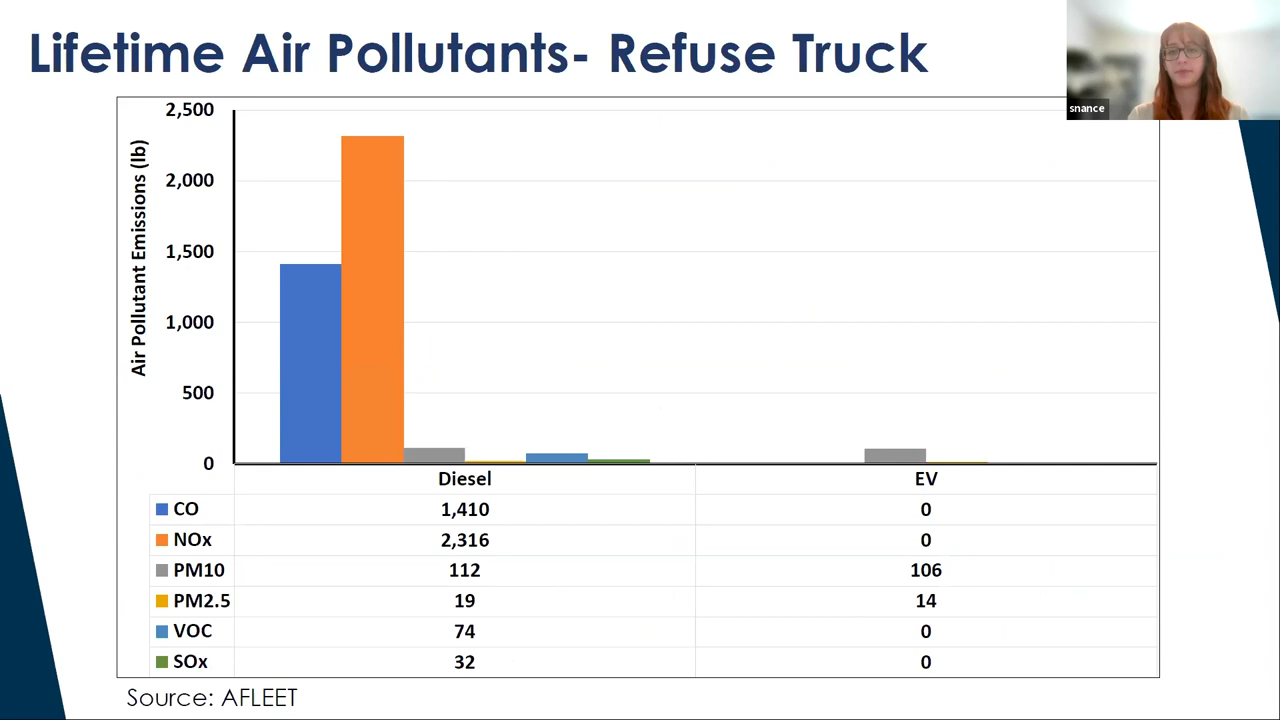 Lifetime Air Pollutants- Refuse Truck
snance
Air Pollutant Emissions (lb)
2,500
2,000
1,500
1,000
500
0
Diesel EV
CO 1,410 0
NOx 2,316 0
PM10 112 106
PM2.5 19 14
VOC 74 0
SOx 32 0
Source: AFLEET